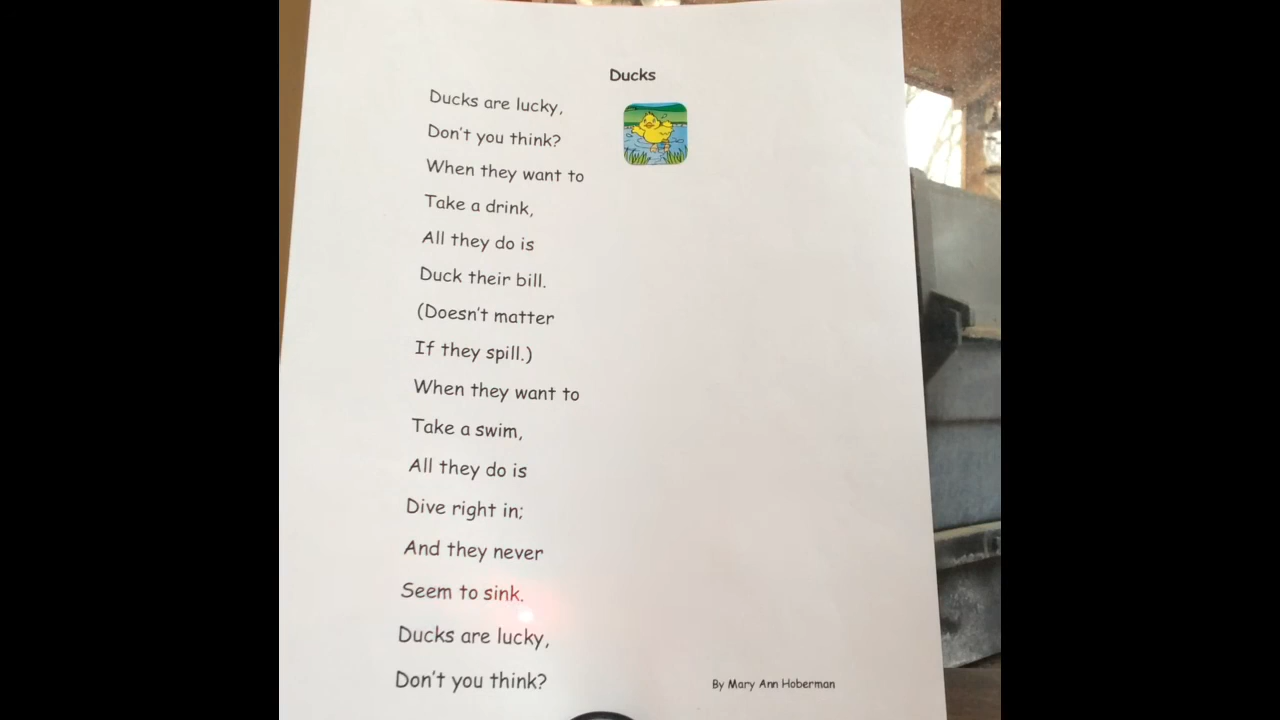 Ducks
Ducks are lucky,
Don't you think?
When they want to
Take a drink,
All they do is
Duck their bill.
(Doesn't matter
If they spill.)
When they want to
Take a swim,
All they do is
Dive right in;
And they never
Seem to sink.
Ducks are lucky,
Don't you think?
By Mary Ann Hoberman